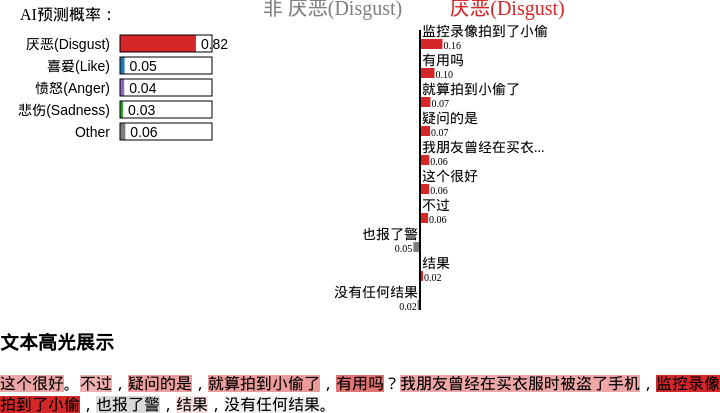 AI预测概率：
厌恶(Disgust) 0.82
喜爱(Like) 0.05
愤怒(Anger) 0.04
悲伤(Sadness) 0.03
Other 0.06
非 厌恶(Disgust) 厌恶(Disgust)
监控录像拍到了小偷
0.16
有用吗
0.10
就算拍到小偷了
0.07
疑问的是
0.07
我朋友曾经在买衣...
0.06
这个很好
0.06
不过
0.06
也报了警
0.05
结果
0.02
没有任何结果
0.02
文本高光展示
这个很好。不过，疑问的是，就算拍到小偷了，有用吗？我朋友曾经在买衣服时被盗了手机，监控录像
拍到了小偷，也报了警，结果，没有任何结果。